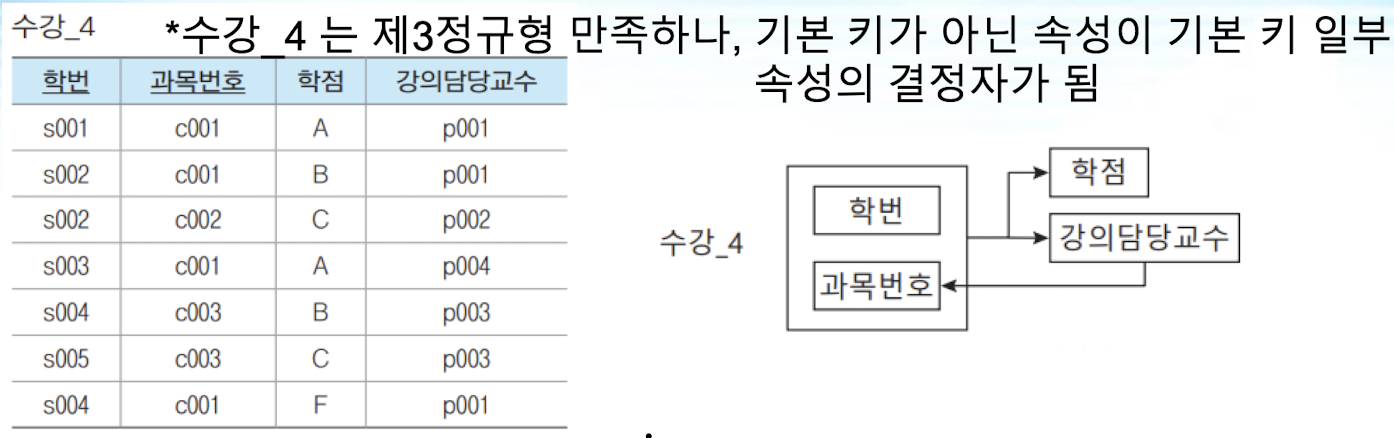 수강_4
*수강_4 는 제3정규형 만족하나, 기본 키가 아닌 속성이 기본 키 일부
속성의 결정자가 됨
학번 과목번호 학점 강의담당교수
s001 c001 A p001
s002 c001 B p001
s002 c002 C p002
s003 c001 A p004
s004 c003 B p003
s005 c003 C p003
s004 c001 F p001
수강_4
학번
과목번호
학점
강의담당교수